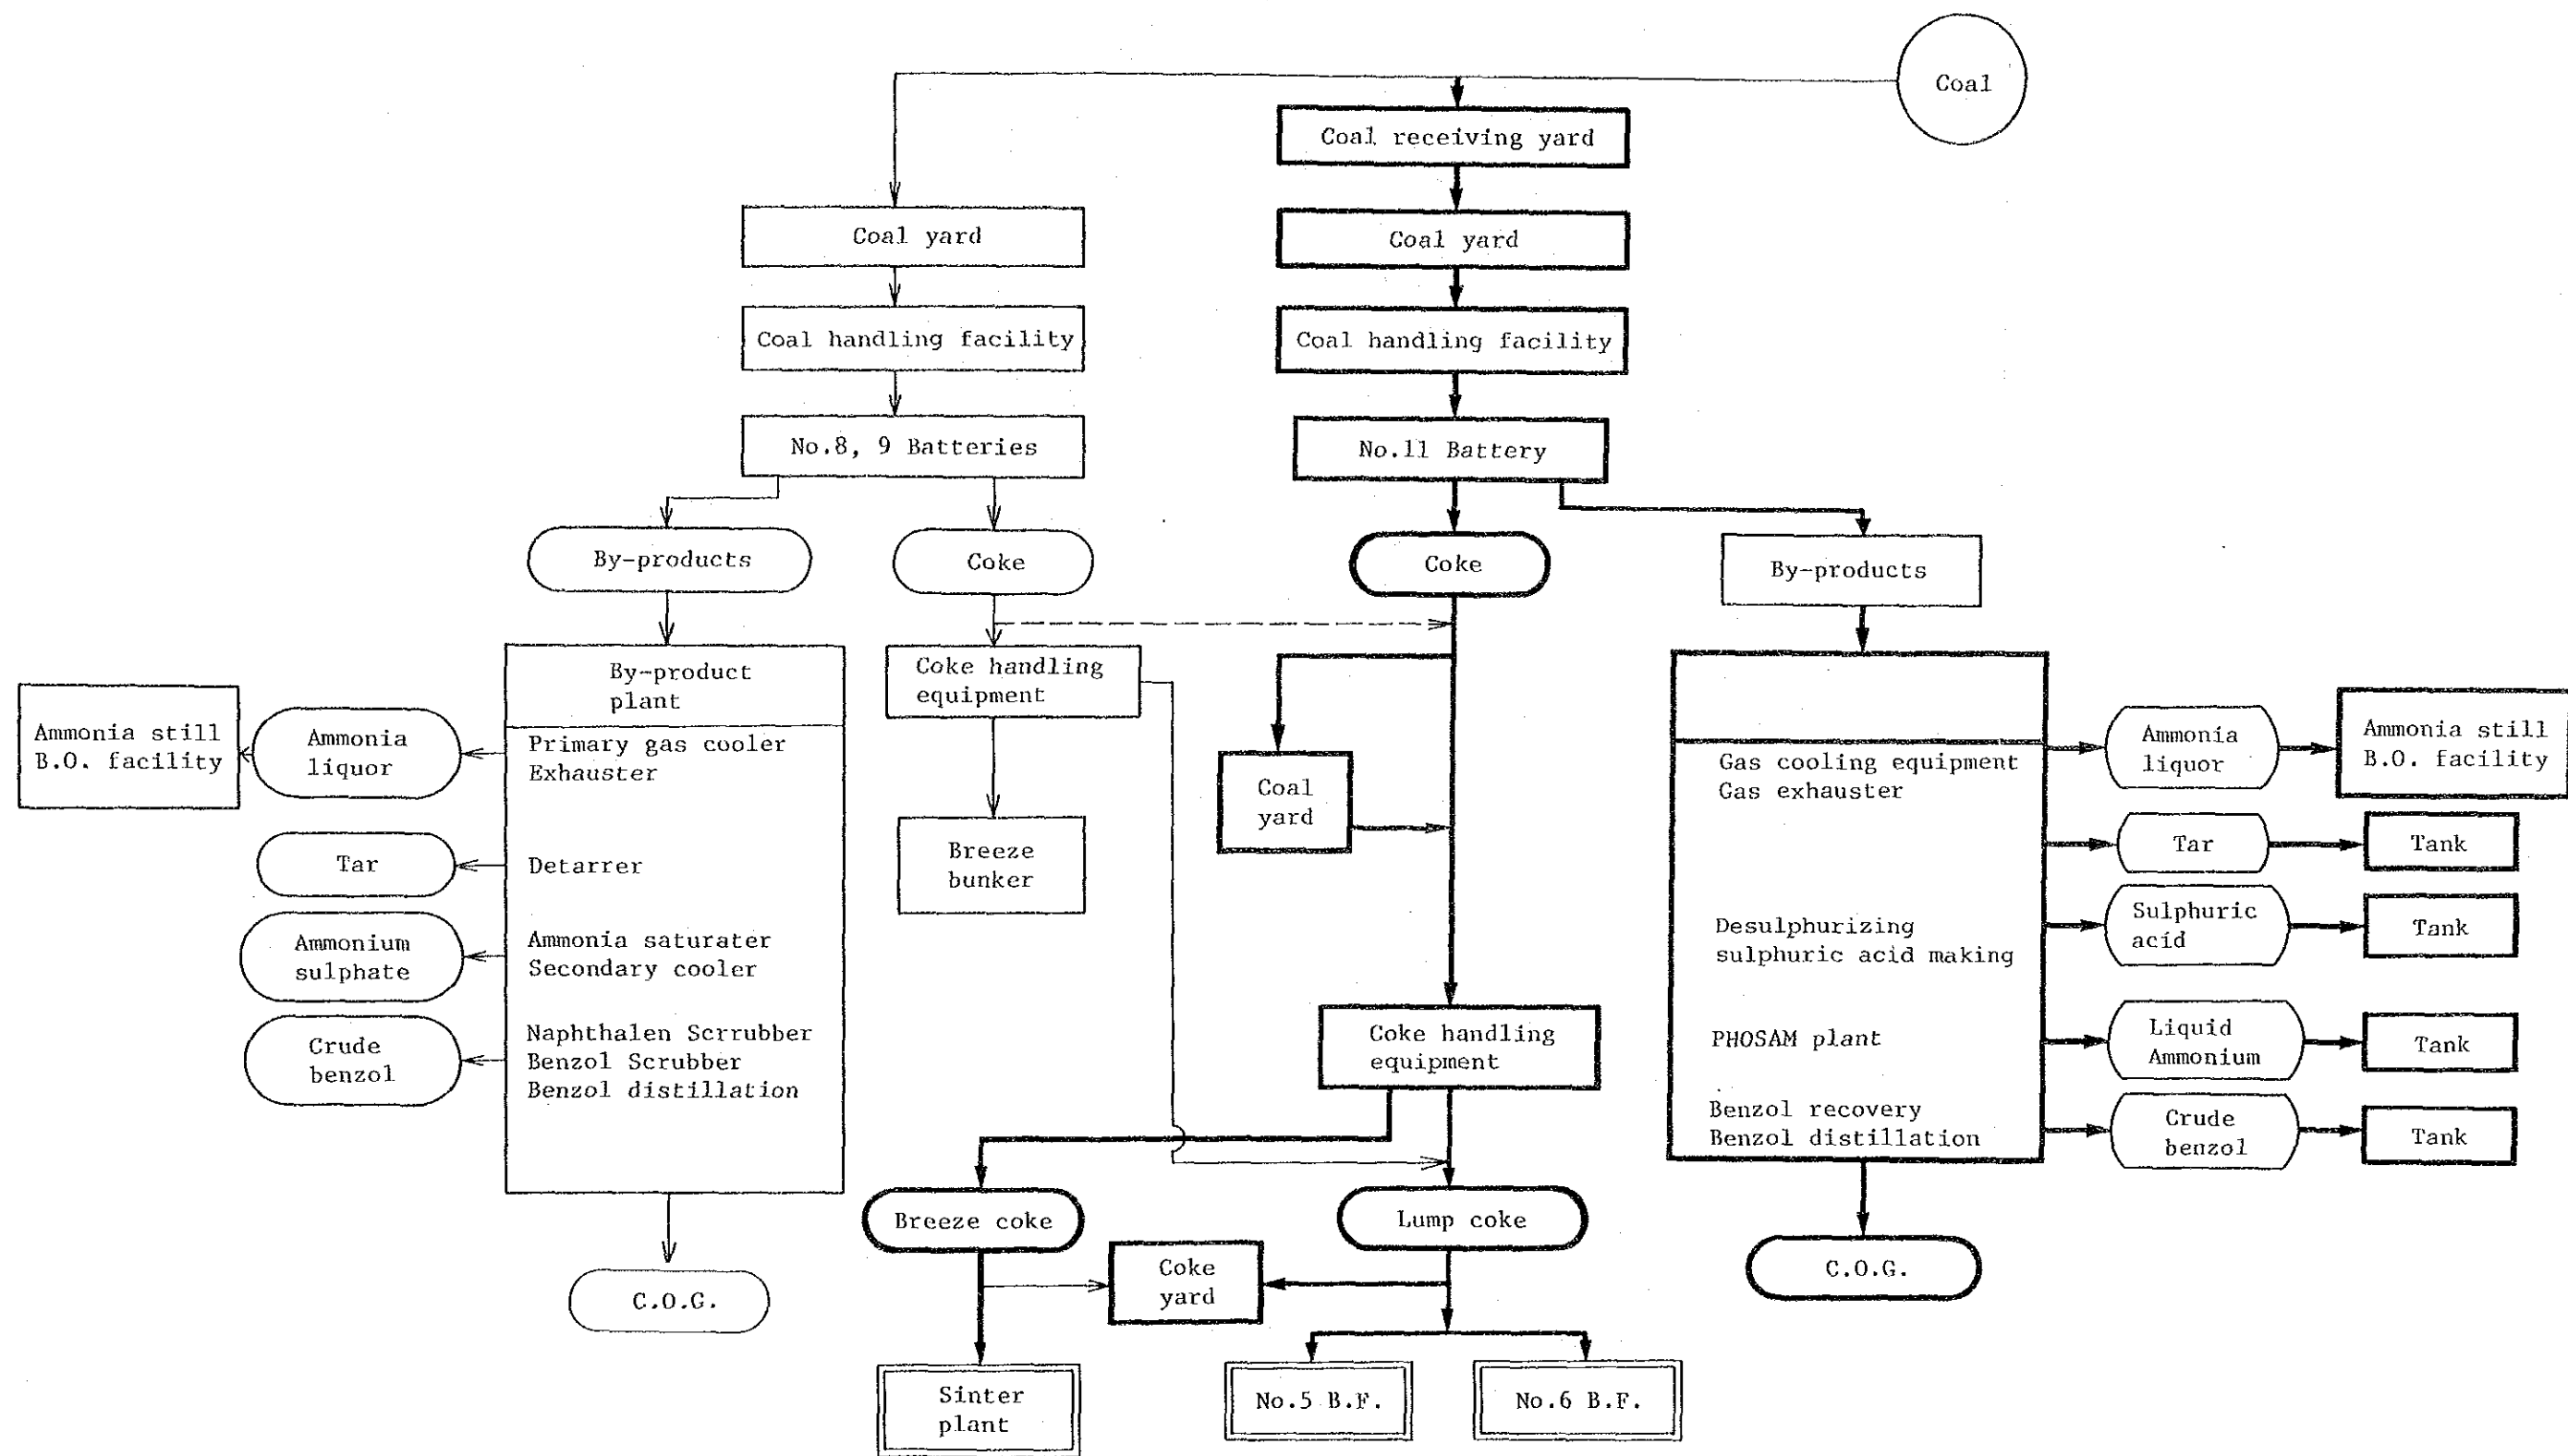 Coal
Coal receiving yard
Coal yard
Coal yard
Coal handling facility
Coal handling facility
No.8, 9 Batteries
No.11 Battery
By-products
Coke
Coke
By-products
By-product
plant
Primary gas cooler
Exhauster
Detarrer
Ammonia saturater
Secondary cooler
Naphthalen Scrrubber
Benzol Scrubber
Benzol distillation
Ammonia still
B.O. facility
Ammonia
liquor
Tar
Ammonium
sulphate
Crude
benzol
C.O.G.
Coke handling
equipment
Breeze
bunker
Coal
yard
Coke handling
equipment
Breeze coke
Lump coke
Coke
yard
Sinter
plant
No.5 B.F.
No.6 B.F.
Gas cooling equipment
Gas exhauster
Desulphurizing
sulphuric acid making
PHOSAM plant
Benzol recovery
Benzol distillation
Ammonia
liquor
Ammonia still
B.O. facility
Tar
Tank
Sulphuric
acid
Tank
Liquid
Ammonium
Tank
Crude
benzol
Tank
C.O.G.